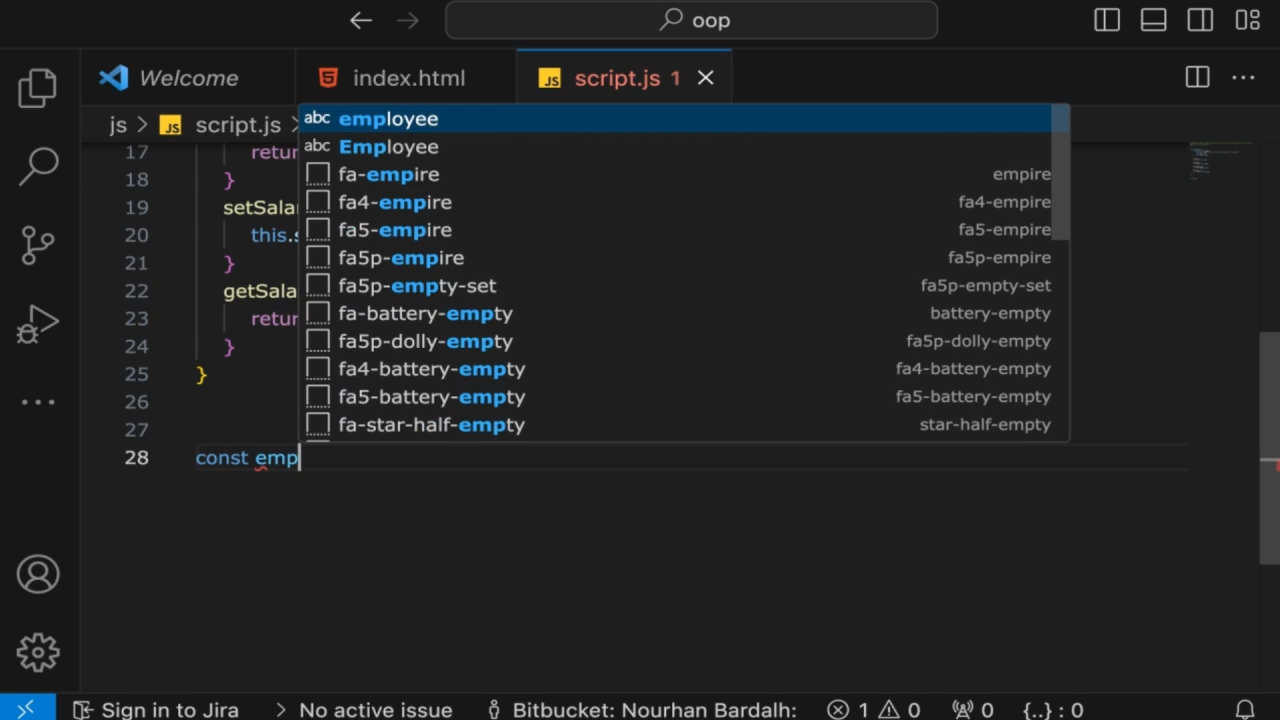 oop
Welcome
index.html
JS script.js 1
js > JS script.js >
17 retur
18 }
19 setSala
20 this.s
21 }
22 getSala
23 retur
24 }
25 }
26
27
28 const emp
abc employee
abc Employee
fa-empire empire
fa4-empire fa4-empire
fa5-empire fa5-empire
fa5p-empire fa5p-empire
fa5p-empty-set fa5p-empty-set
fa-battery-empty battery-empty
fa5p-dolly-empty fa5p-dolly-empty
fa4-battery-empty fa4-battery-empty
fa5-battery-empty fa5-battery-empty
fa-star-half-empty star-half-empty
Sign in to Jira > No active issue Bitbucket: Nourhan Bardalh: 1 0 0 {..} : 0